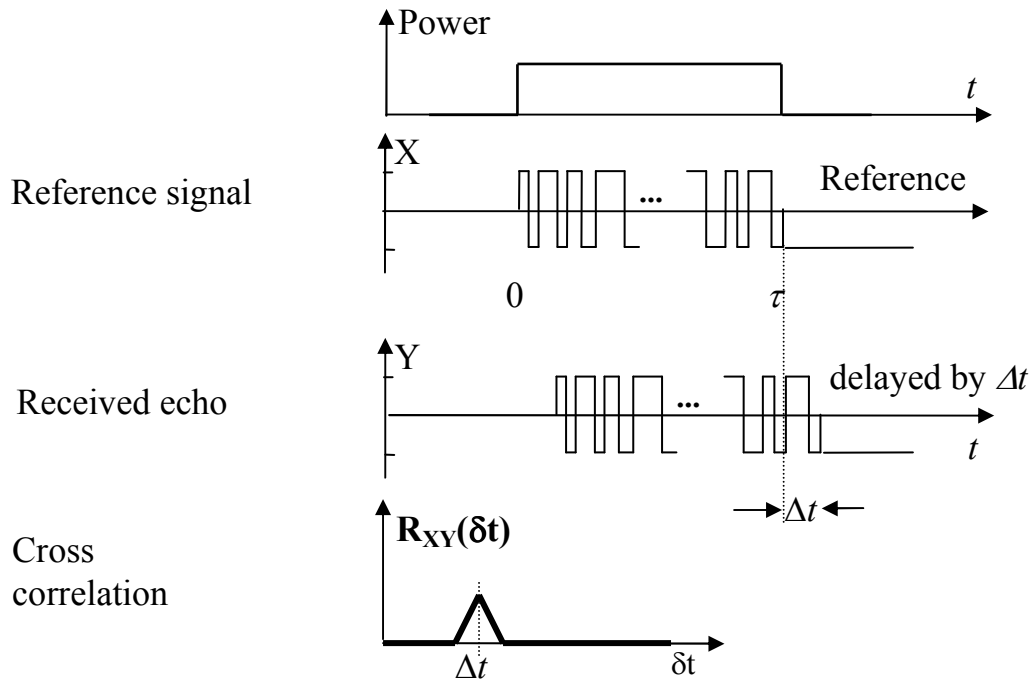 Power
t
X
Reference signal
Reference
...
0
τ
Y
delayed by Δt
Received echo
...
t
Δt
R_XY(δt)
Cross
correlation
Δt
δt